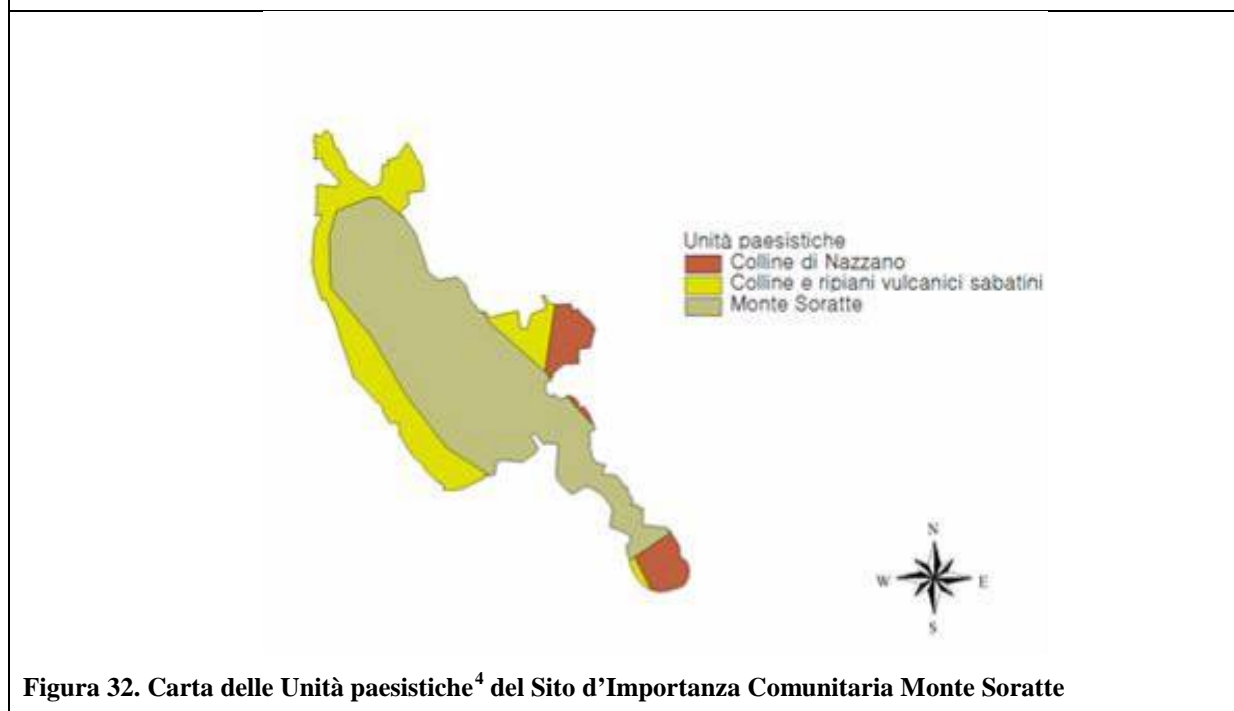 Unità paesistiche
Colline di Nazzano
Colline e ripiani vulcanici sabatini
Monte Soratte
N
W E
S
Figura 32. Carta delle Unità paesistiche⁴ del Sito d’Importanza Comunitaria Monte Soratte